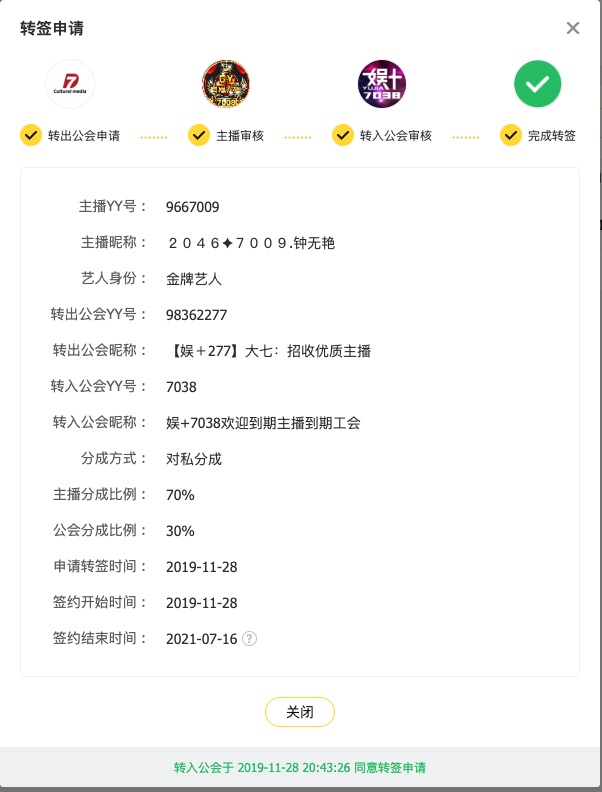 转签申请
7
Cultural media
7009
娱十
YUJIA
7038
转出公会申请
主播审核
转入公会审核
完成转签
主播YY号： 9667009
主播昵称： ２０４６✦７００９.钟无艳
艺人身份： 金牌艺人
转出公会YY号： 98362277
转出公会昵称： 【娱＋277】大七：招收优质主播
转入公会YY号： 7038
转入公会昵称： 娱+7038欢迎到期主播到期工会
分成方式： 对私分成
主播分成比例： 70%
公会分成比例： 30%
申请转签时间： 2019-11-28
签约开始时间： 2019-11-28
签约结束时间： 2021-07-16 ?
关闭
转入公会于 2019-11-28 20:43:26 同意转签申请